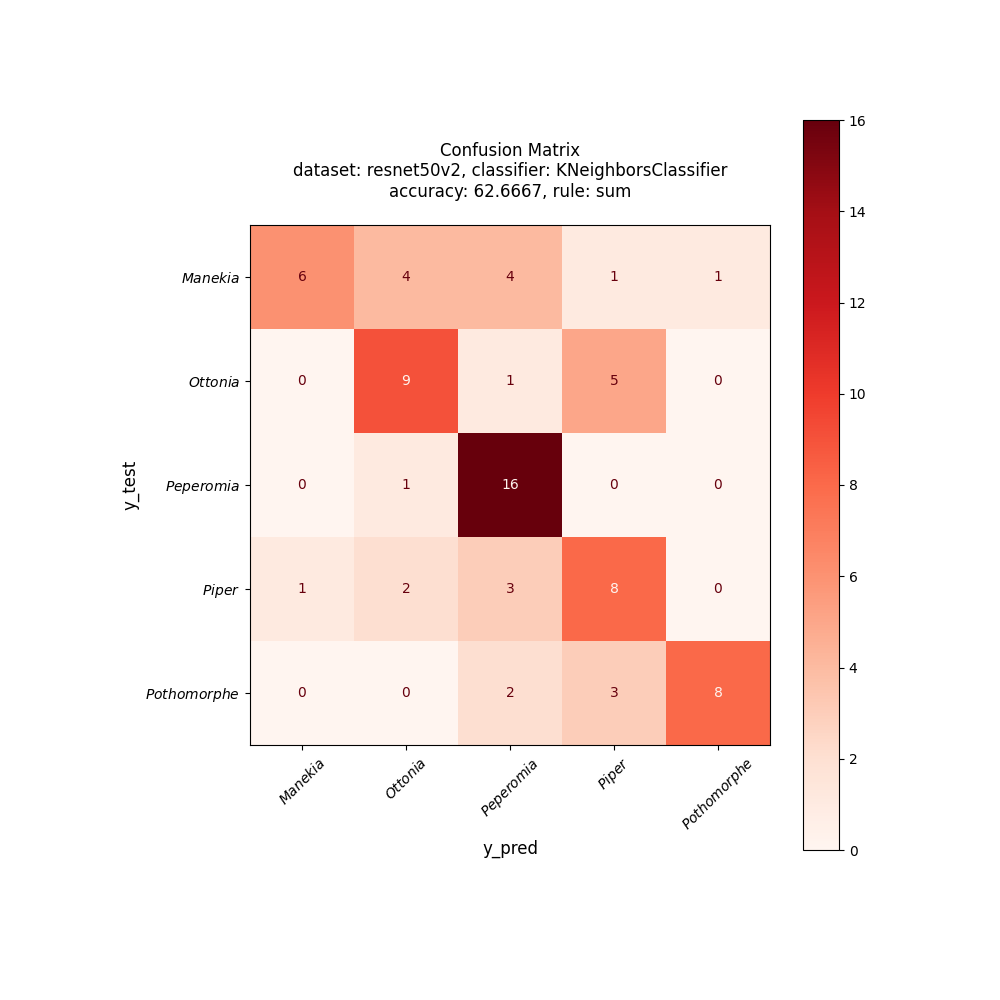 Confusion Matrix
dataset: resnet50v2, classifier: KNeighborsClassifier
accuracy: 62.6667, rule: sum
Manekia 6 4 4 1 1
Ottonia 0 9 1 5 0
Peperomia 0 1 16 0 0
Piper 1 2 3 8 0
Pothomorphe 0 0 2 3 8
Manekia Ottonia Peperomia Piper Pothomorphe
y_pred
y_test
16
14
12
10
8
6
4
2
0